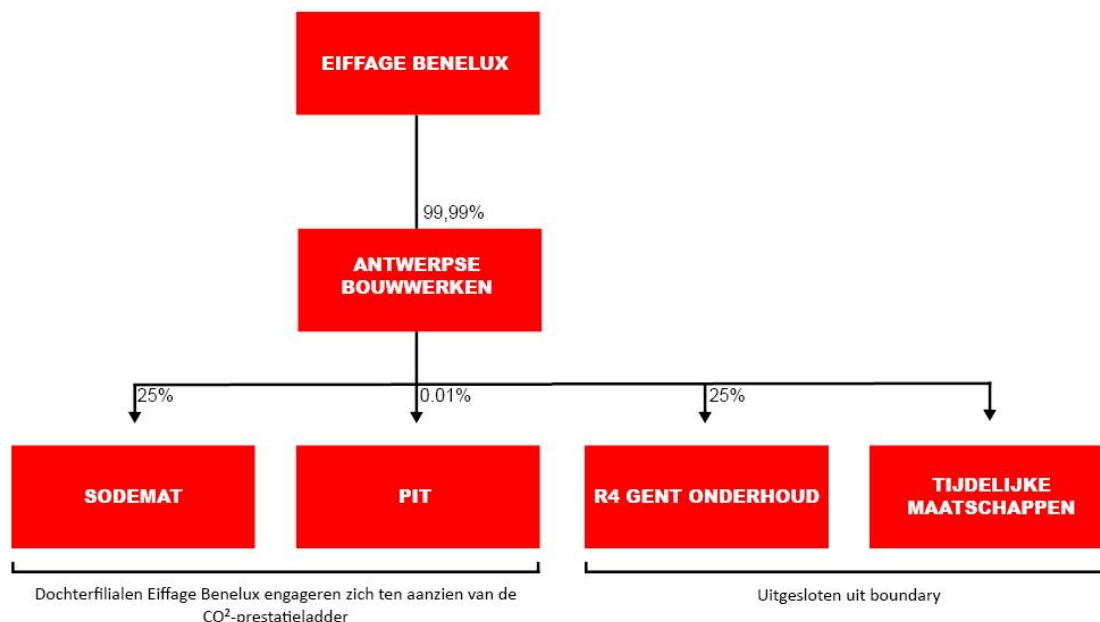 EIFFAGE BENELUX
99,99%
ANTWERPSE
BOUWWERKEN
25%
0.01%
25%
SODEMAT
PIT
R4 GENT ONDERHOUD
TIJDELIJKE
MAATSCHAPPEN
Dochterfilialen Eiffage Benelux engageren zich ten aanzien van de
CO²-prestatieladder
Uitgesloten uit boundary